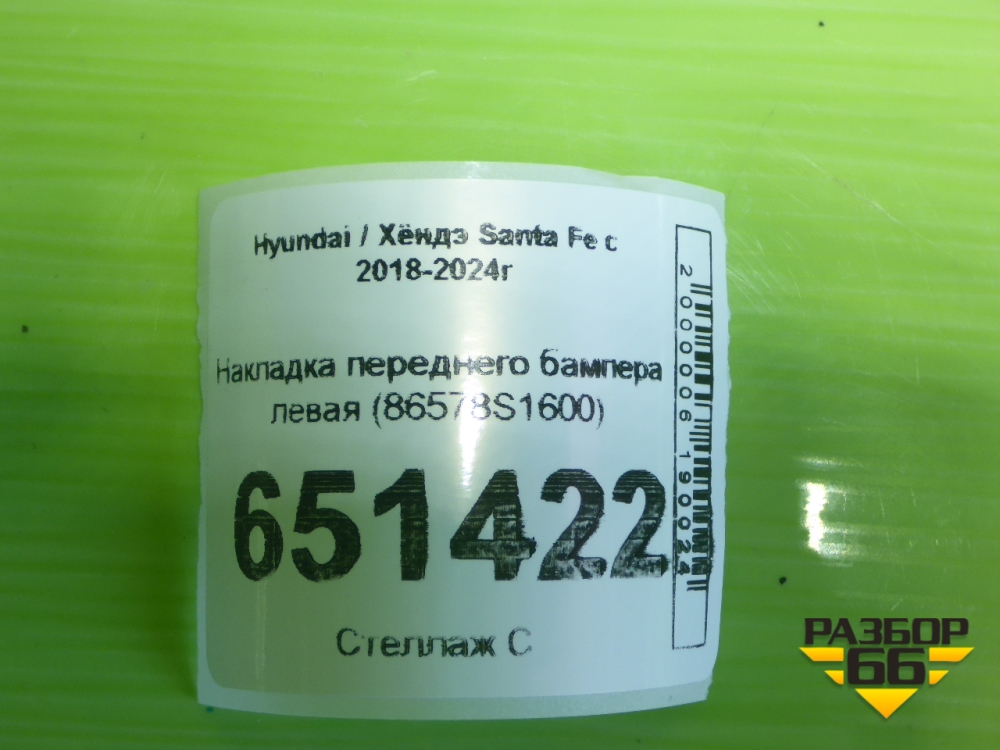 Hyundai / Хёндэ Santa Fe с
2018-2024г
Накладка переднего бампера
левая (86578S1600)
651422
Стеллаж С
2000006190024
РАЗБОР
66